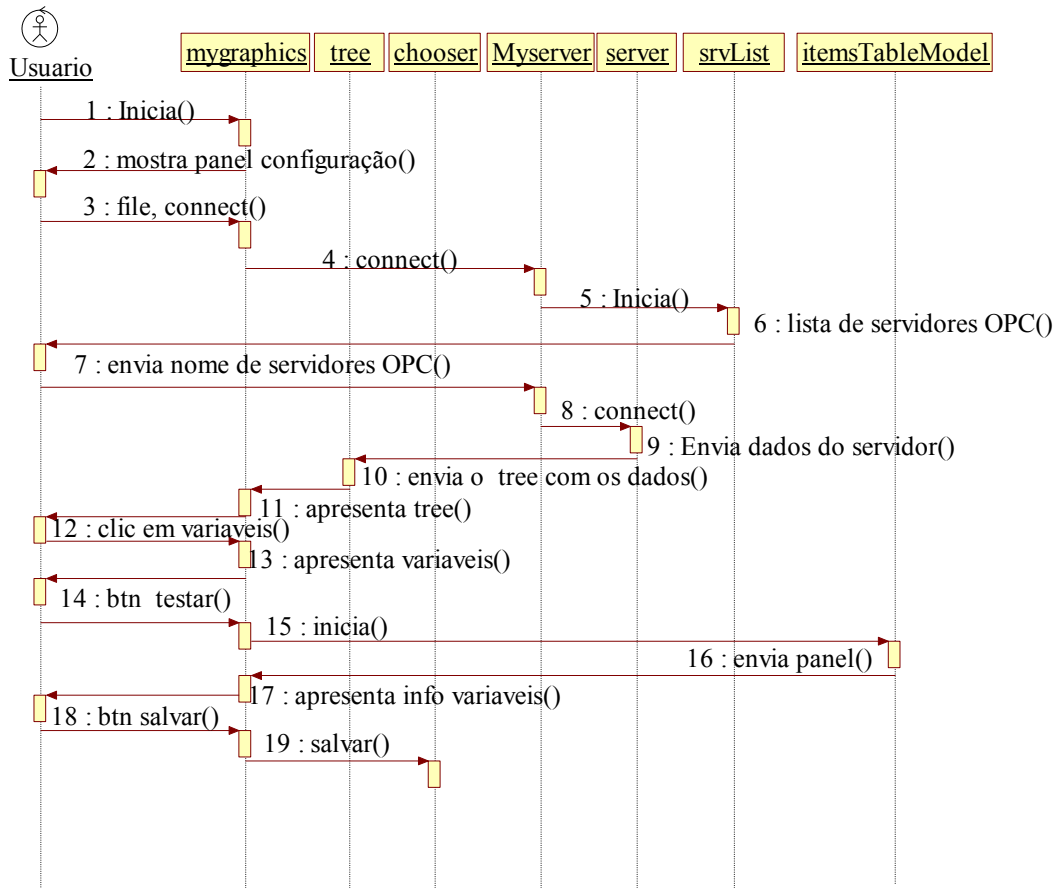 Usuario
mygraphics
tree
chooser
Myserver
server
srvList
itemsTableModel
1 : Inicia()
2 : mostra panel configuração()
3 : file, connect()
4 : connect()
5 : Inicia()
6 : lista de servidores OPC()
7 : envia nome de servidores OPC()
8 : connect()
9 : Envia dados do servidor()
10 : envia o tree com os dados()
11 : apresenta tree()
12 : clic em variaveis()
13 : apresenta variaveis()
14 : btn testar()
15 : inicia()
16 : envia panel()
17 : apresenta info variaveis()
18 : btn salvar()
19 : salvar()